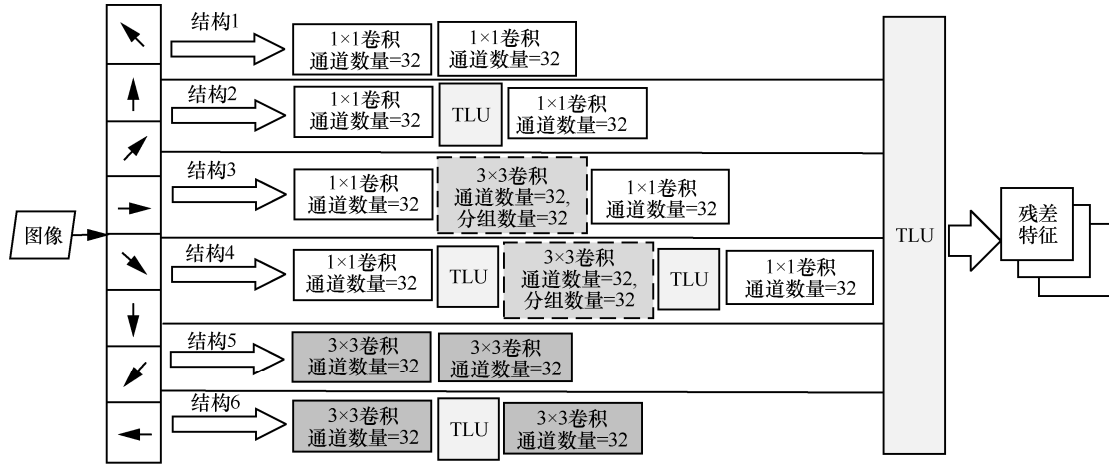 图像
结构1
1×1卷积
通道数量=32
1×1卷积
通道数量=32
结构2
1×1卷积
通道数量=32
TLU
1×1卷积
通道数量=32
结构3
1×1卷积
通道数量=32
3×3卷积
通道数量=32,
分组数量=32
1×1卷积
通道数量=32
结构4
1×1卷积
通道数量=32
TLU
3×3卷积
通道数量=32,
分组数量=32
TLU
1×1卷积
通道数量=32
结构5
3×3卷积
通道数量=32
3×3卷积
通道数量=32
结构6
3×3卷积
通道数量=32
TLU
3×3卷积
通道数量=32
TLU
残差
特征